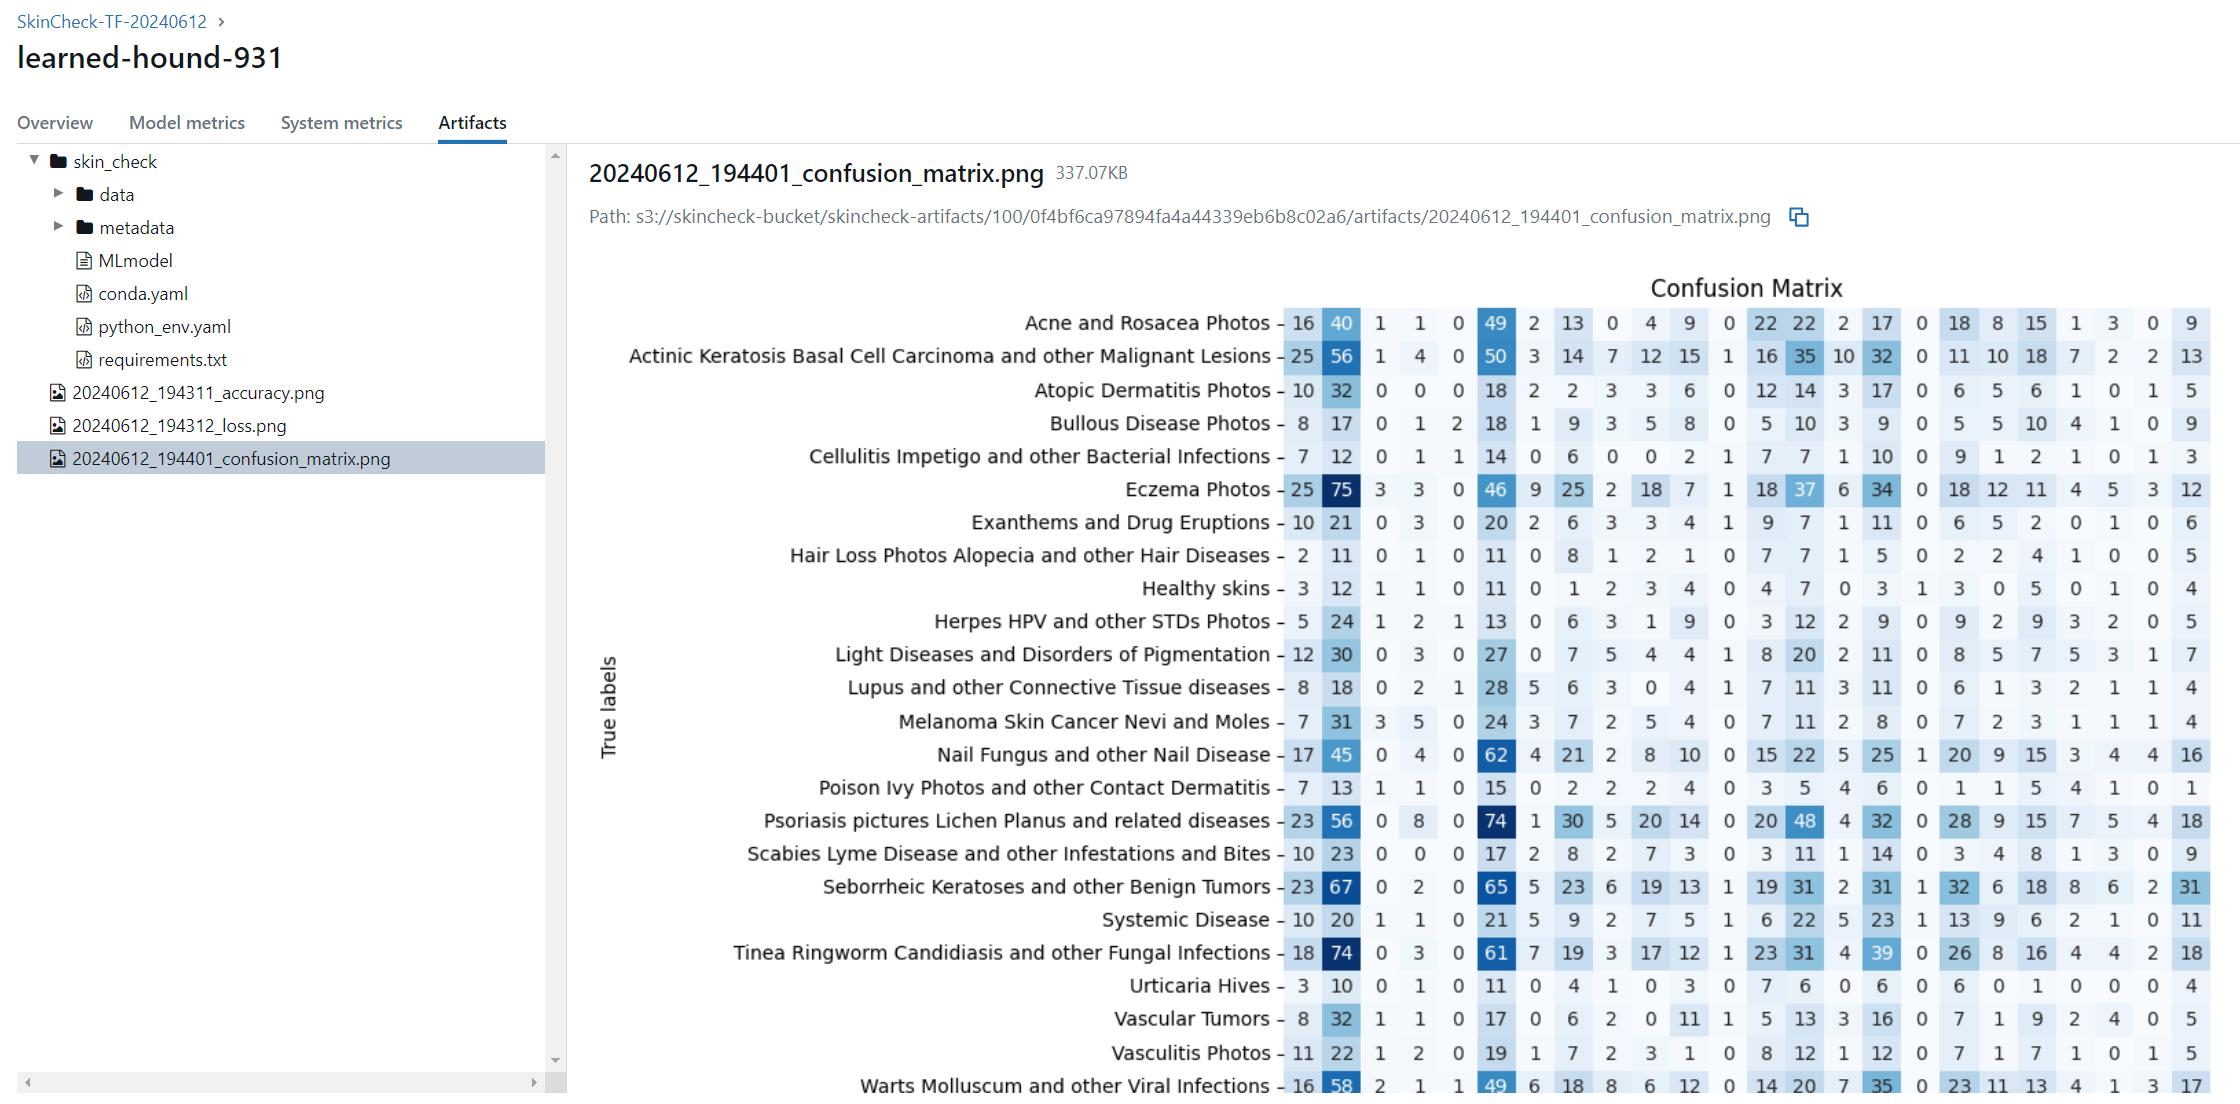 SkinCheck-TF-20240612 >
learned-hound-931
Overview Model metrics System metrics Artifacts
skin_check
data
metadata
MLmodel
conda.yaml
python_env.yaml
requirements.txt
20240612_194311_accuracy.png
20240612_194312_loss.png
20240612_194401_confusion_matrix.png
20240612_194401_confusion_matrix.png 337.07KB
Path: s3://skincheck-bucket/skincheck-artifacts/100/0f4bf6ca97894fa4a44339eb6b8c02a6/artifacts/20240612_194401_confusion_matrix.png
Confusion Matrix
True labels
Acne and Rosacea Photos 16 40 1 1 0 49 2 13 0 4 9 0 22 22 2 17 0 18 8 15 1 3 0 9
Actinic Keratosis Basal Cell Carcinoma and other Malignant Lesions 25 56 1 4 0 50 3 14 7 12 15 1 16 35 10 32 0 11 10 18 7 2 2 13
Atopic Dermatitis Photos 10 32 0 0 0 18 2 2 3 3 6 0 12 14 3 17 0 6 5 6 1 0 1 5
Bullous Disease Photos 8 17 0 1 2 18 1 9 3 5 8 0 5 10 3 9 0 5 5 10 4 1 0 9
Cellulitis Impetigo and other Bacterial Infections 7 12 0 1 1 14 0 6 0 0 2 1 7 7 1 10 0 9 1 2 1 0 1 3
Eczema Photos 25 75 3 3 0 46 9 25 2 18 7 1 18 37 6 34 0 18 12 11 4 5 3 12
Exanthems and Drug Eruptions 10 21 0 3 0 20 2 6 3 3 4 1 9 7 1 11 0 6 5 2 0 1 0 6
Hair Loss Photos Alopecia and other Hair Diseases 2 11 0 1 0 11 0 8 1 2 1 0 7 7 1 5 0 2 2 4 1 0 0 5
Healthy skins 3 12 1 1 0 11 0 1 2 3 4 0 4 7 0 3 1 3 0 5 0 1 0 4
Herpes HPV and other STDs Photos 5 24 1 2 1 13 0 6 3 1 9 0 3 12 2 9 0 9 2 9 3 2 0 5
Light Diseases and Disorders of Pigmentation 12 30 0 3 0 27 0 7 5 4 4 1 8 20 2 11 0 8 5 7 5 3 1 7
Lupus and other Connective Tissue diseases 8 18 0 2 1 28 5 6 3 0 4 1 7 11 3 11 0 6 1 3 2 1 1 4
Melanoma Skin Cancer Nevi and Moles 7 31 3 5 0 24 3 7 2 5 4 0 7 11 2 8 0 7 2 3 1 1 1 4
Nail Fungus and other Nail Disease 17 45 0 4 0 62 4 21 2 8 10 0 15 22 5 25 1 20 9 15 3 4 4 16
Poison Ivy Photos and other Contact Dermatitis 7 13 1 1 0 15 0 2 2 2 4 0 3 5 4 6 0 1 1 5 4 1 0 1
Psoriasis pictures Lichen Planus and related diseases 23 56 0 8 0 74 1 30 5 20 14 0 20 48 4 32 0 28 9 15 7 5 4 18
Scabies Lyme Disease and other Infestations and Bites 10 23 0 0 0 17 2 8 2 7 3 0 3 11 1 14 0 3 4 8 1 3 0 9
Seborrheic Keratoses and other Benign Tumors 23 67 0 2 0 65 5 23 6 19 13 1 19 31 2 31 1 32 6 18 8 6 2 31
Systemic Disease 10 20 1 1 0 21 5 9 2 7 5 1 6 22 5 23 1 13 9 6 2 1 0 11
Tinea Ringworm Candidiasis and other Fungal Infections 18 74 0 3 0 61 7 19 3 17 12 1 23 31 4 39 0 26 8 16 4 4 2 18
Urticaria Hives 3 10 0 1 0 11 0 4 1 0 3 0 7 6 0 6 0 6 0 1 0 0 0 4
Vascular Tumors 8 32 1 1 0 17 0 6 2 0 11 1 5 13 3 16 0 7 1 9 2 4 0 5
Vasculitis Photos 11 22 1 2 0 19 1 7 2 3 1 0 8 12 1 12 0 7 1 7 1 0 1 5
Warts Molluscum and other Viral Infections 16 58 2 1 1 49 6 18 8 6 12 0 14 20 7 35 0 23 11 13 4 1 3 17